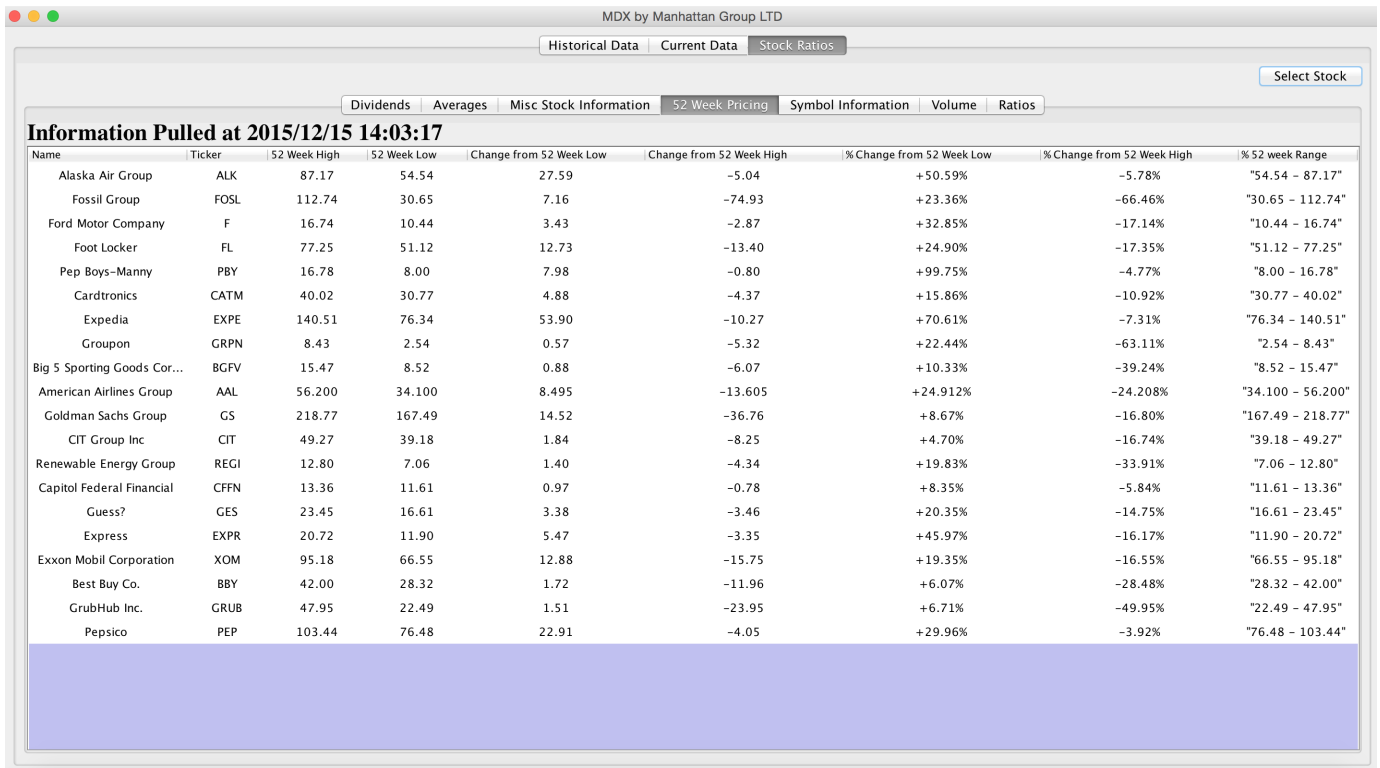 MDX by Manhattan Group LTD
Historical Data Current Data Stock Ratios
Select Stock
Dividends Averages Misc Stock Information 52 Week Pricing Symbol Information Volume Ratios
Information Pulled at 2015/12/15 14:03:17
Name Ticker 52 Week High 52 Week Low Change from 52 Week Low Change from 52 Week High % Change from 52 Week Low % Change from 52 Week High % 52 week Range
Alaska Air Group ALK 87.17 54.54 27.59 -5.04 +50.59% -5.78% "54.54 - 87.17"
Fossil Group FOSL 112.74 30.65 7.16 -74.93 +23.36% -66.46% "30.65 - 112.74"
Ford Motor Company F 16.74 10.44 3.43 -2.87 +32.85% -17.14% "10.44 - 16.74"
Foot Locker FL 77.25 51.12 12.73 -13.40 +24.90% -17.35% "51.12 - 77.25"
Pep Boys-Manny PBY 16.78 8.00 7.98 -0.80 +99.75% -4.77% "8.00 - 16.78"
Cardtronics CATM 40.02 30.77 4.88 -4.37 +15.86% -10.92% "30.77 - 40.02"
Expedia EXPE 140.51 76.34 53.90 -10.27 +70.61% -7.31% "76.34 - 140.51"
Groupon GRPN 8.43 2.54 0.57 -5.32 +22.44% -63.11% "2.54 - 8.43"
Big 5 Sporting Goods Cor... BGFV 15.47 8.52 0.88 -6.07 +10.33% -39.24% "8.52 - 15.47"
American Airlines Group AAL 56.200 34.100 8.495 -13.605 +24.912% -24.208% "34.100 - 56.200"
Goldman Sachs Group GS 218.77 167.49 14.52 -36.76 +8.67% -16.80% "167.49 - 218.77"
CIT Group Inc CIT 49.27 39.18 1.84 -8.25 +4.70% -16.74% "39.18 - 49.27"
Renewable Energy Group REGI 12.80 7.06 1.40 -4.34 +19.83% -33.91% "7.06 - 12.80"
Capitol Federal Financial CFFN 13.36 11.61 0.97 -0.78 +8.35% -5.84% "11.61 - 13.36"
Guess? GES 23.45 16.61 3.38 -3.46 +20.35% -14.75% "16.61 - 23.45"
Express EXPR 20.72 11.90 5.47 -3.35 +45.97% -16.17% "11.90 - 20.72"
Exxon Mobil Corporation XOM 95.18 66.55 12.88 -15.75 +19.35% -16.55% "66.55 - 95.18"
Best Buy Co. BBY 42.00 28.32 1.72 -11.96 +6.07% -28.48% "28.32 - 42.00"
GrubHub Inc. GRUB 47.95 22.49 1.51 -23.95 +6.71% -49.95% "22.49 - 47.95"
Pepsico PEP 103.44 76.48 22.91 -4.05 +29.96% -3.92% "76.48 - 103.44"